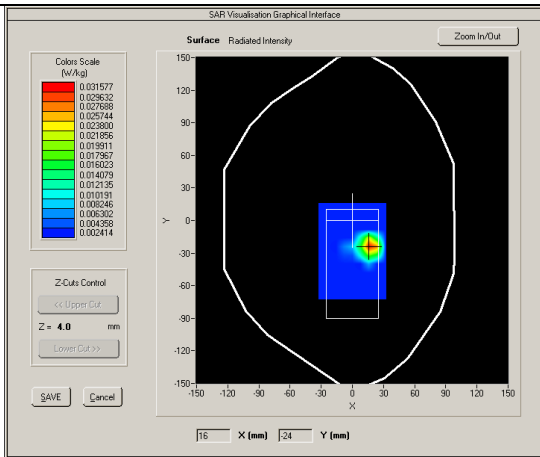 SAR Visualisation Graphical Interface
Surface Radiated Intensity
Zoom In/Out
Colors Scale
(W/kg)
0.031577
0.029632
0.027688
0.025744
0.023800
0.021856
0.019911
0.017967
0.016023
0.014079
0.012135
0.010191
0.008246
0.006302
0.004358
0.002414
Z-Cuts Control
<< Upper Cut
Z = 4.0 mm
Lower Cut >>
SAVE Cancel
150
120
90
60
30
0
-30
-60
-90
-120
-150
Y
-150 -120 -90 -60 -30 0 30 60 90 120 150
X
16 X (mm) -24 Y (mm)